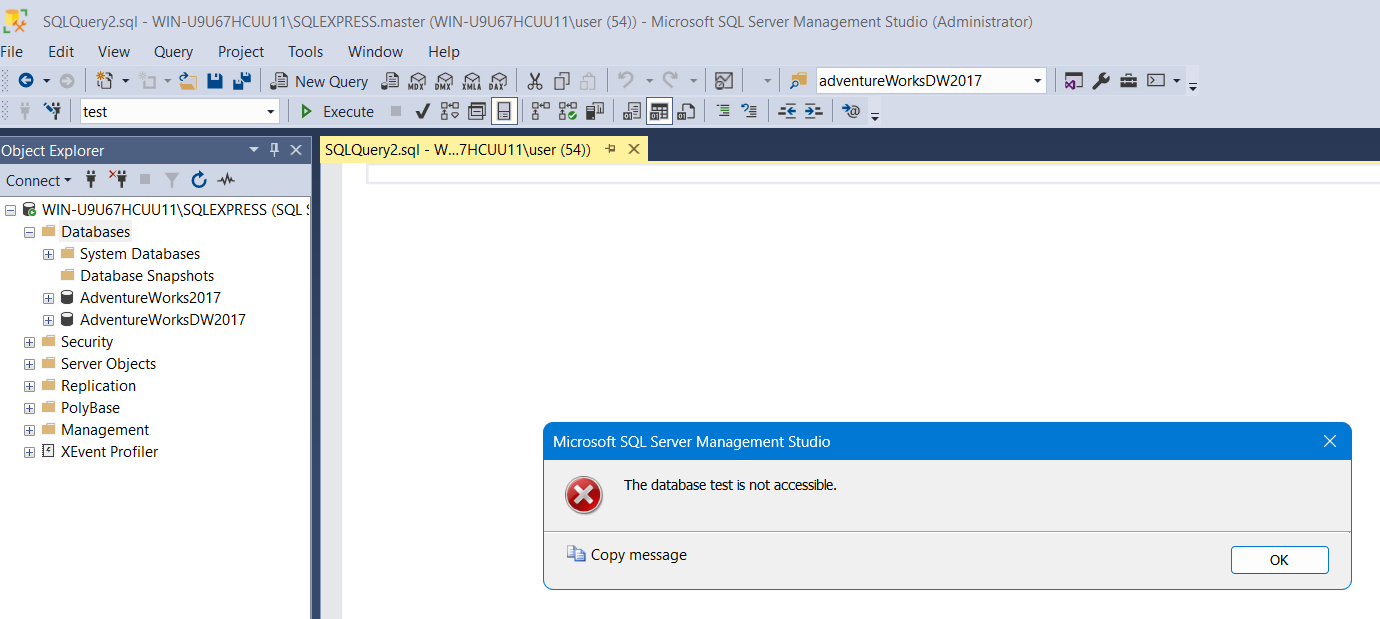 SQLQuery2.sql - WIN-U9U67HCUU11\SQLEXPRESS.master (WIN-U9U67HCUU11\user (54)) - Microsoft SQL Server Management Studio (Administrator)
File Edit View Query Project Tools Window Help
New Query MDX DMX XMLA DAX adventureWorksDW2017
test Execute
Object Explorer
SQLQuery2.sql - W...7HCUU11\user (54))
Connect
WIN-U9U67HCUU11\SQLEXPRESS (SQL S
Databases
System Databases
Database Snapshots
AdventureWorks2017
AdventureWorksDW2017
Security
Server Objects
Replication
PolyBase
Management
XEvent Profiler
Microsoft SQL Server Management Studio
The database test is not accessible.
Copy message
OK